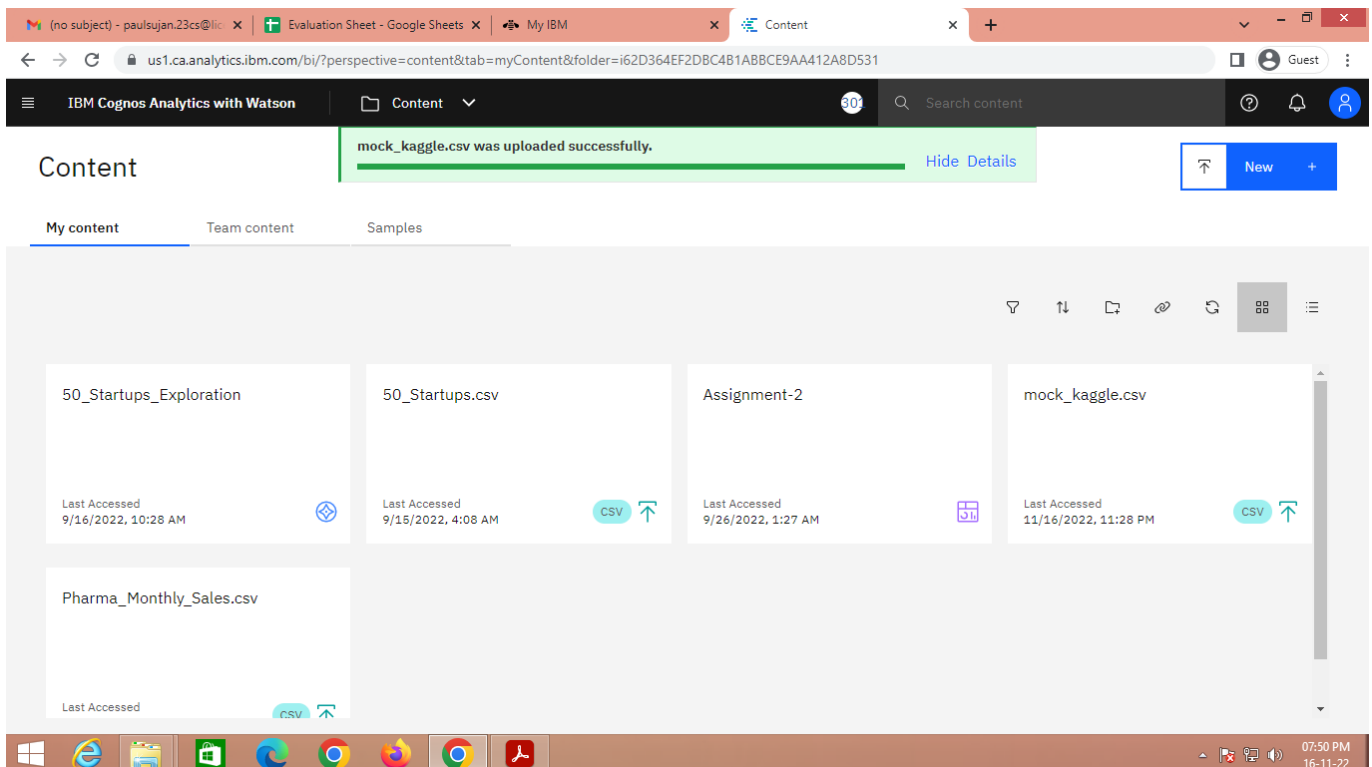 (no subject) - paulsujan.23cs@lic
Evaluation Sheet - Google Sheets
My IBM
Content
us1.ca.analytics.ibm.com/bi/?perspective=content&tab=myContent&folder=i62D364EF2DBC4B1ABBCE9AA412A8D531
Guest
IBM Cognos Analytics with Watson
Content
301
Search content
mock_kaggle.csv was uploaded successfully.
Hide Details
Content
New +
My content
Team content
Samples
50_Startups_Exploration
Last Accessed
9/16/2022, 10:28 AM
50_Startups.csv
Last Accessed
9/15/2022, 4:08 AM
CSV
Assignment-2
Last Accessed
9/26/2022, 1:27 AM
mock_kaggle.csv
Last Accessed
11/16/2022, 11:28 PM
CSV
Pharma_Monthly_Sales.csv
Last Accessed
CSV
07:50 PM
16-11-22